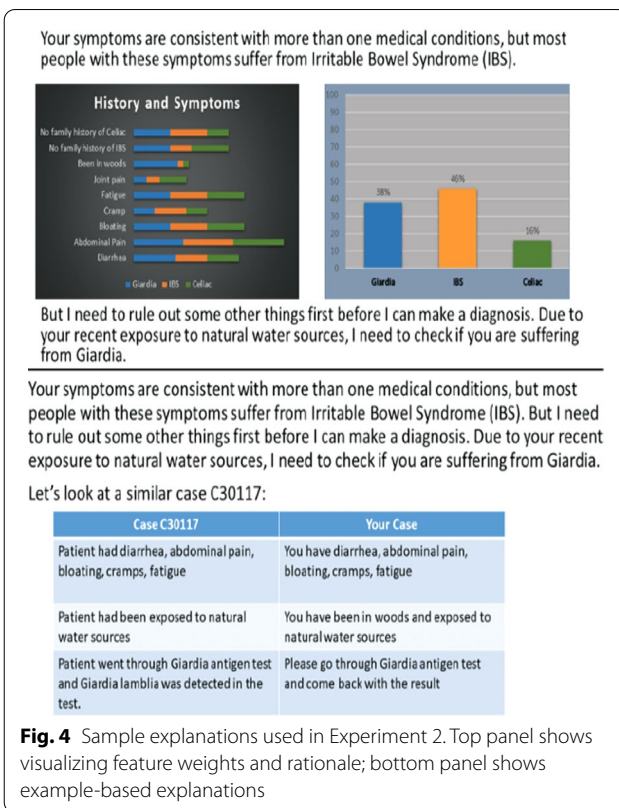 Your symptoms are consistent with more than one medical conditions, but most
people with these symptoms suffer from Irritable Bowel Syndrome (IBS).
History and Symptoms
No family history of Celiac
No family history of IBS
Been in woods
Joint pain
Fatigue
Cramp
Bloating
Abdominal Pain
Diarrhea
Giardia IBS Celiac
100
90
80
70
60
50
40
30
20
10
0
38%
46%
16%
Giardia IBS Celiac
But I need to rule out some other things first before I can make a diagnosis. Due to
your recent exposure to natural water sources, I need to check if you are suffering
from Giardia.
Your symptoms are consistent with more than one medical conditions, but most
people with these symptoms suffer from Irritable Bowel Syndrome (IBS). But I need
to rule out some other things first before I can make a diagnosis. Due to your recent
exposure to natural water sources, I need to check if you are suffering from Giardia.
Let's look at a similar case C30117:
Case C30117 Your Case
Patient had diarrhea, abdominal pain,
bloating, cramps, fatigue
You have diarrhea, abdominal pain,
bloating, cramps, fatigue
Patient had been exposed to natural
water sources
You have been in woods and exposed to
natural water sources
Patient went through Giardia antigen test
and Giardia lamblia was detected in the
test.
Please go through Giardia antigen test
and come back with the result
Fig. 4 Sample explanations used in Experiment 2. Top panel shows
visualizing feature weights and rationale; bottom panel shows
example-based explanations